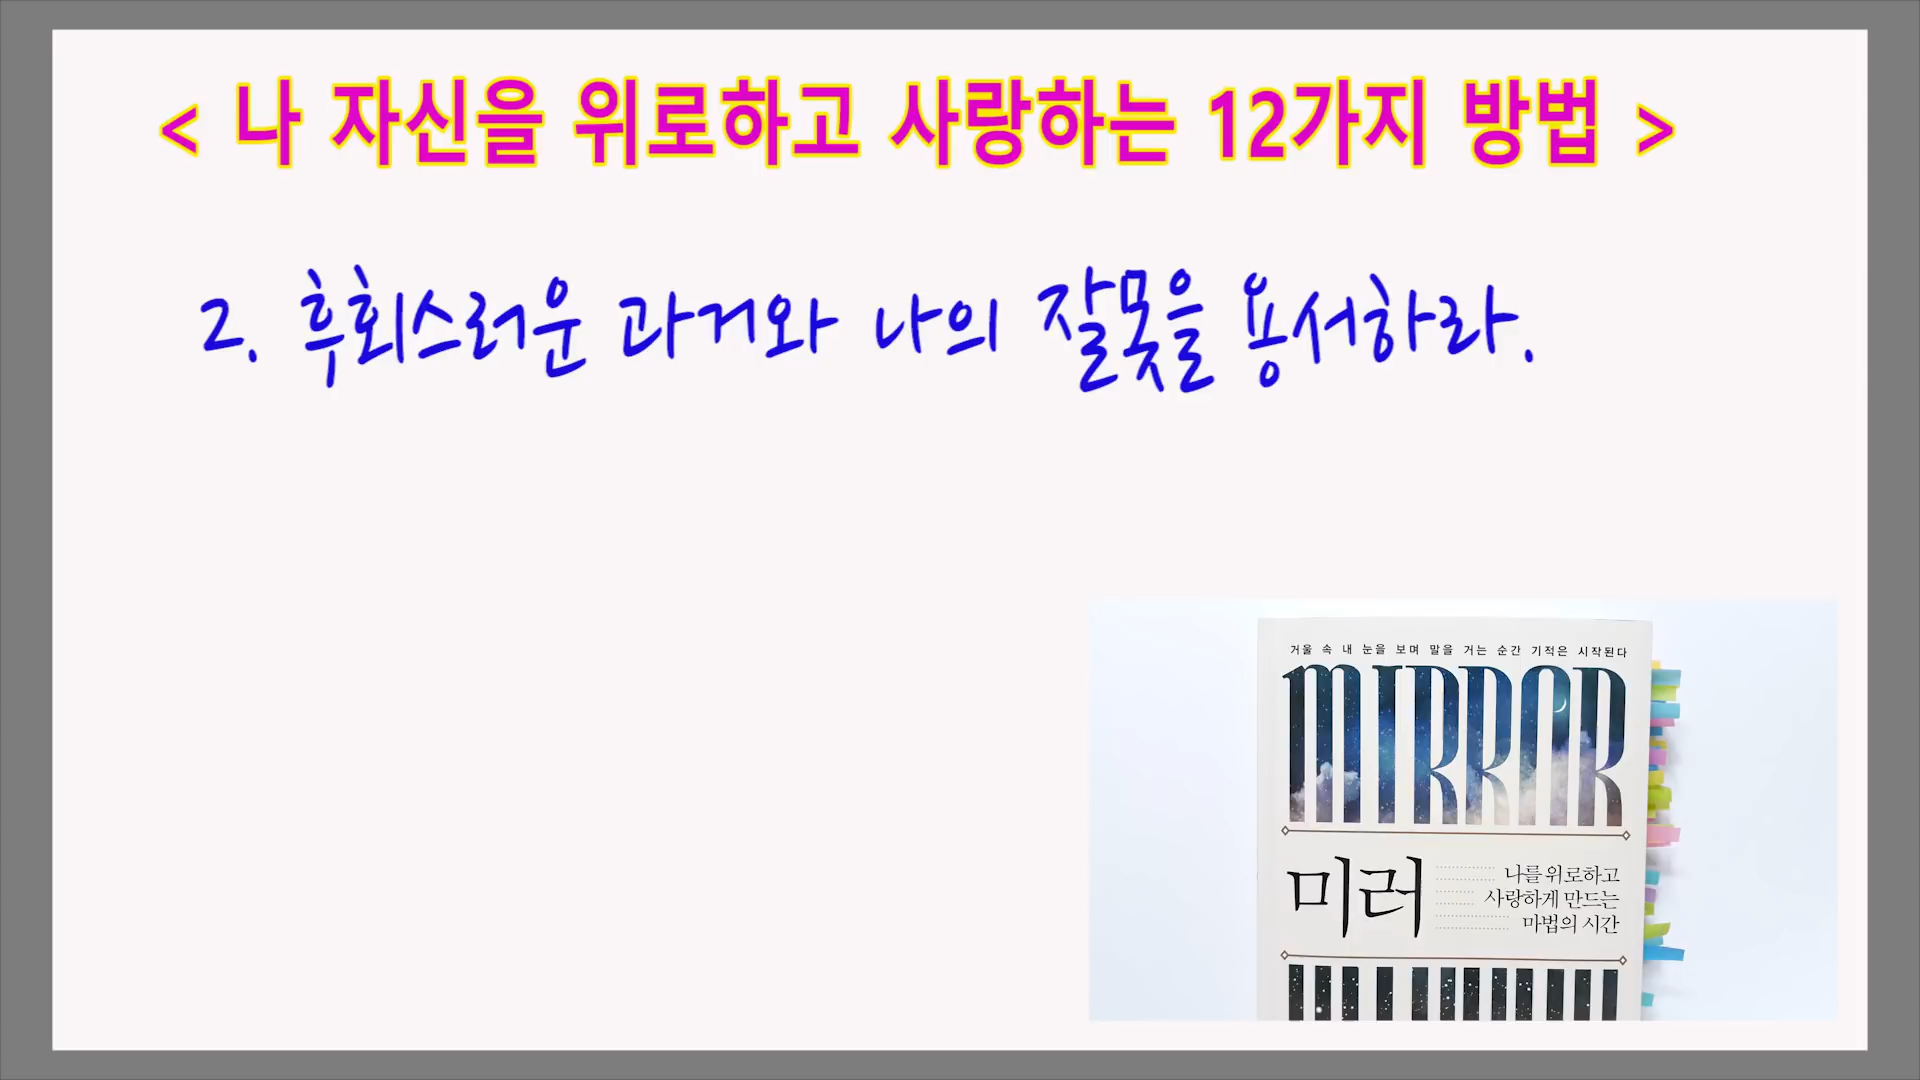 < 나 자신을 위로하고 사랑하는 12가지 방법 >
2. 후회스러운 과거와 나의 잘못을 용서하라.
거울 속 내 눈을 보며 말을 거는 순간 기적은 시작된다
MIRROR
미러
나를 위로하고
사랑하게 만드는
마법의 시간